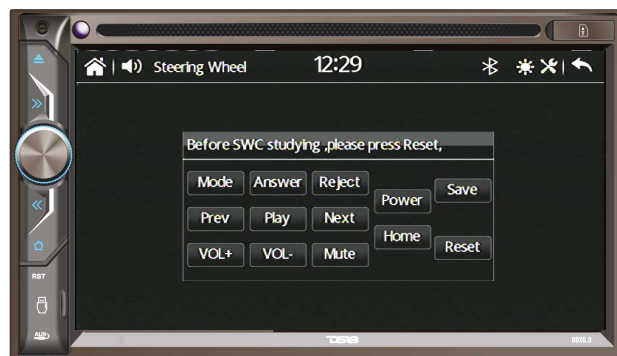 Steering Wheel 12:29
Before SWC studying ,please press Reset,
Mode Answer Reject Power Save
Prev Play Next Home Reset
VOL+ VOL- Mute
RST
AUX
DS18 DDX6.9